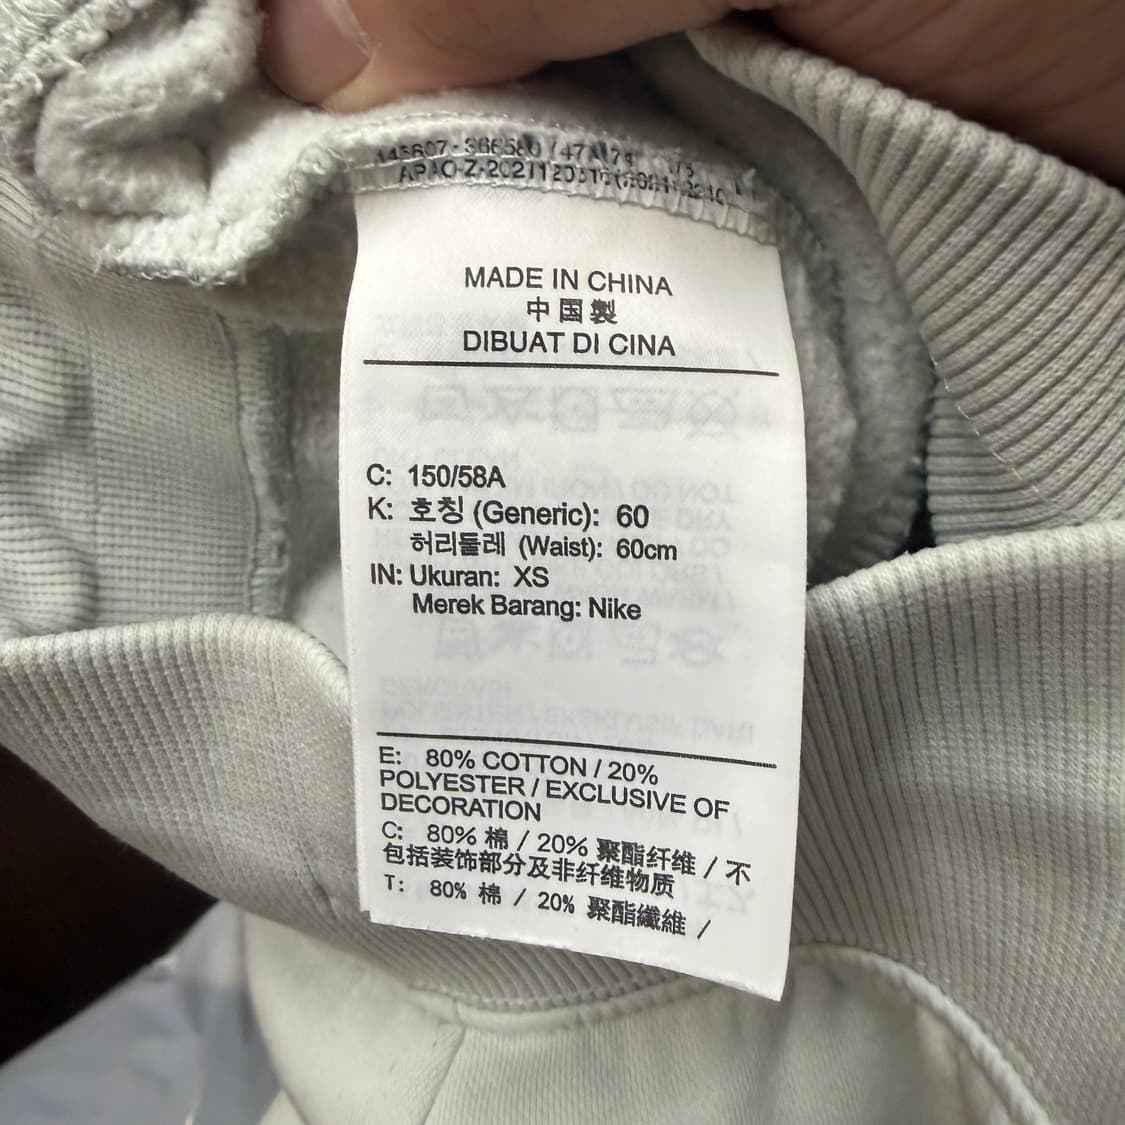 MADE IN CHINA
中国製
DIBUAT DI CINA
C: 150/58A
K: 호칭 (Generic): 60
허리둘레 (Waist): 60cm
IN: Ukuran: XS
Merek Barang: Nike
E: 80% COTTON / 20%
POLYESTER / EXCLUSIVE OF
DECORATION
C: 80% 棉 / 20% 聚酯纤维 / 不
包括装饰部分及非纤维物质
T: 80% 棉 / 20% 聚酯纖維 /